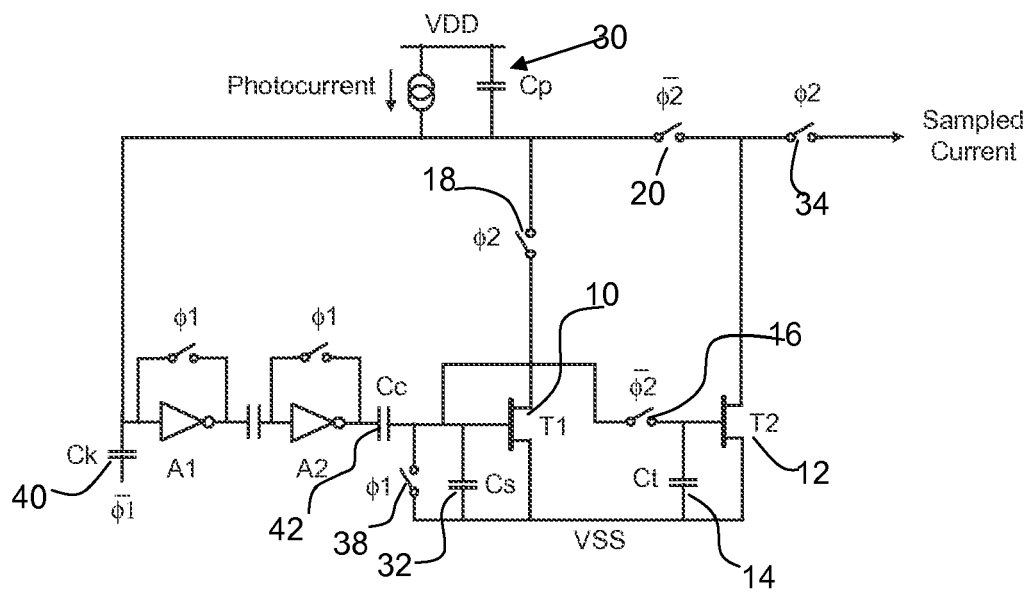 VDD
30
Photocurrent
Cp
φ2̅
φ2
Sampled
Current
18
20
34
φ2
10
φ1
φ1
16
Cc
φ2̅
T1
T2
Ck
A1
A2
φ1
Cs
Ct
12
40
φ1̅
42
38
32
VSS
14